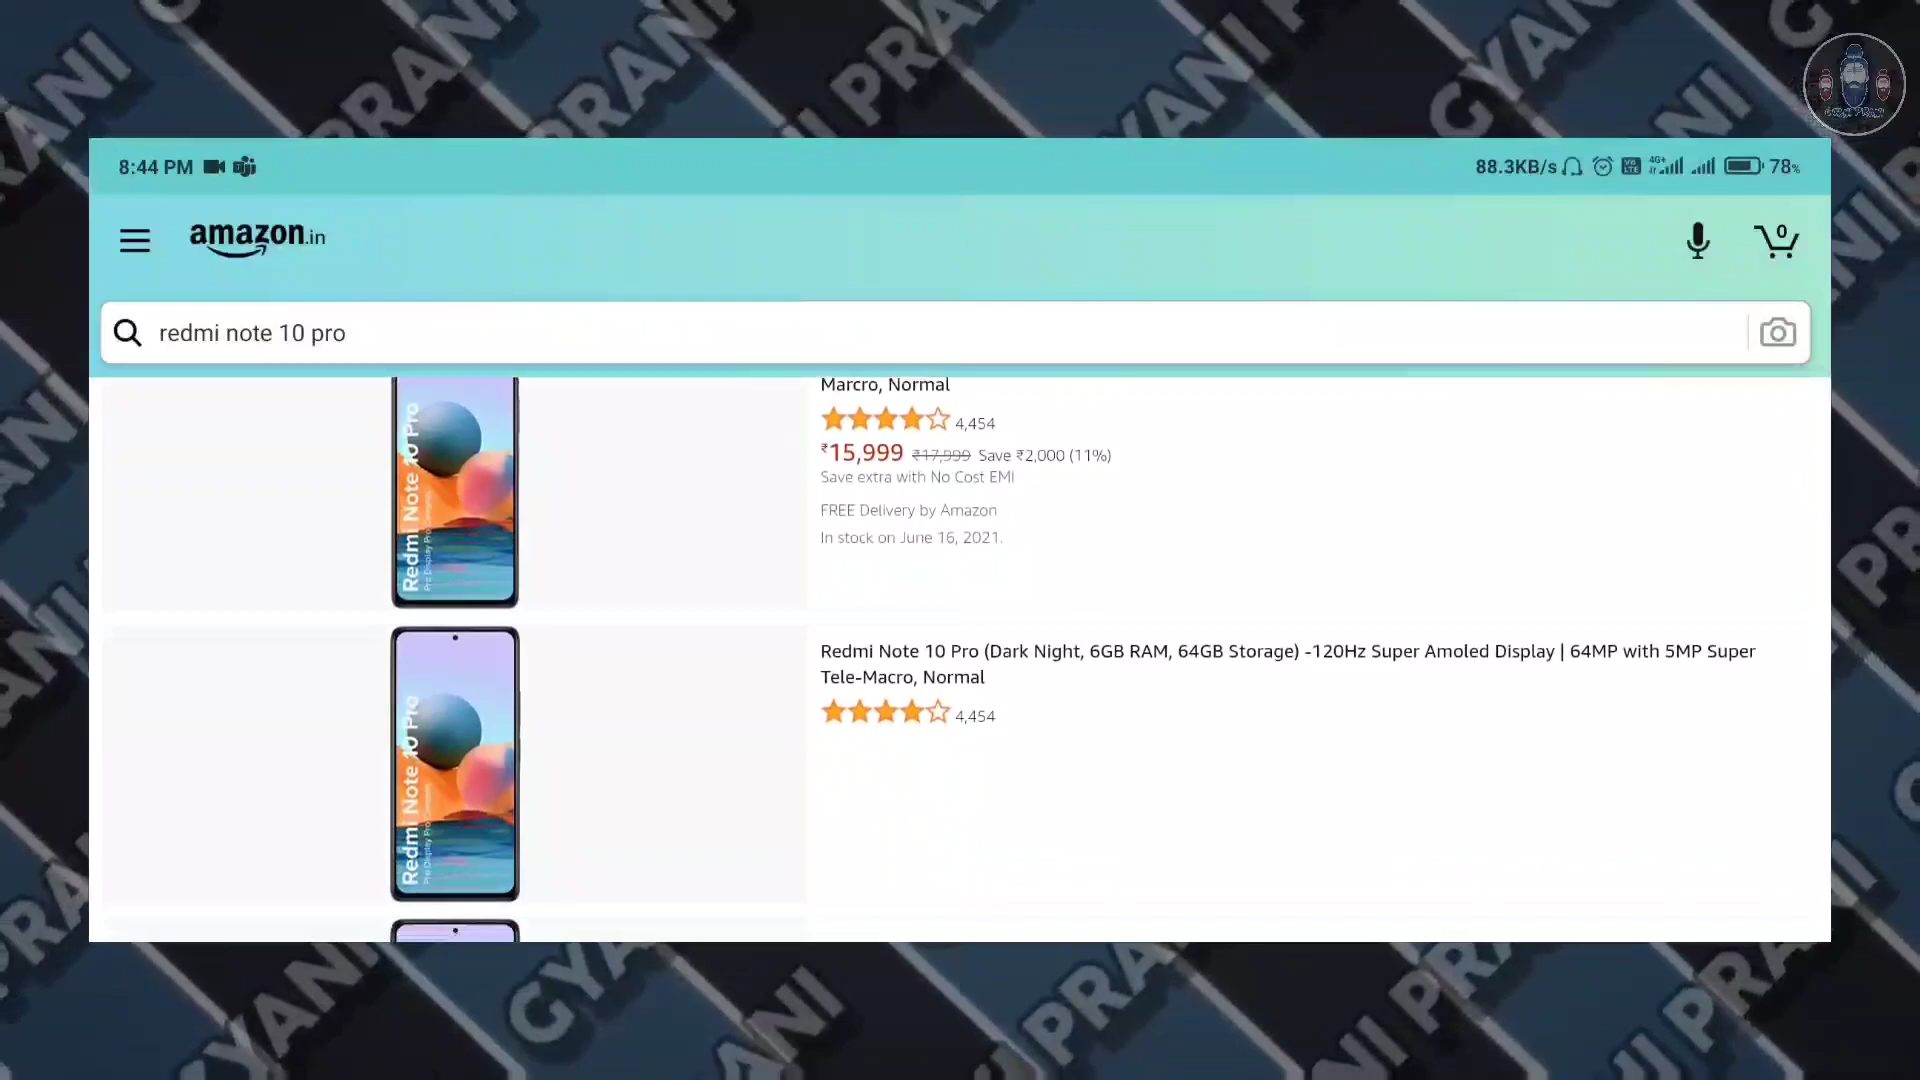 8:44 PM
88.3KB/s 4G+ 78%
amazon.in
0
redmi note 10 pro
Marcro, Normal
4,454
₹15,999 ₹17,999 Save ₹2,000 (11%)
Save extra with No Cost EMI
FREE Delivery by Amazon
In stock on June 16, 2021.
Redmi Note 10 Pro
Redmi Note 10 Pro (Dark Night, 6GB RAM, 64GB Storage) -120Hz Super Amoled Display | 64MP with 5MP Super
Tele-Macro, Normal
4,454
Redmi Note 10 Pro
GYANI PRANI